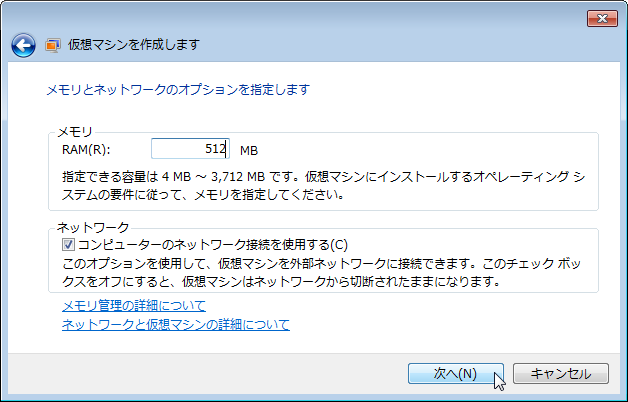 仮想マシンを作成します
メモリとネットワークのオプションを指定します
メモリ
RAM(R): 512 MB
指定できる容量は 4 MB ～ 3,712 MB です。仮想マシンにインストールするオペレーティング シ
ステムの要件に従って、メモリを指定してください。
ネットワーク
コンピューターのネットワーク接続を使用する(C)
このオプションを使用して、仮想マシンを外部ネットワークに接続できます。このチェック ボッ
クスをオフにすると、仮想マシンはネットワークから切断されたままになります。
メモリ管理の詳細について
ネットワークと仮想マシンの詳細について
次へ(N) キャンセル